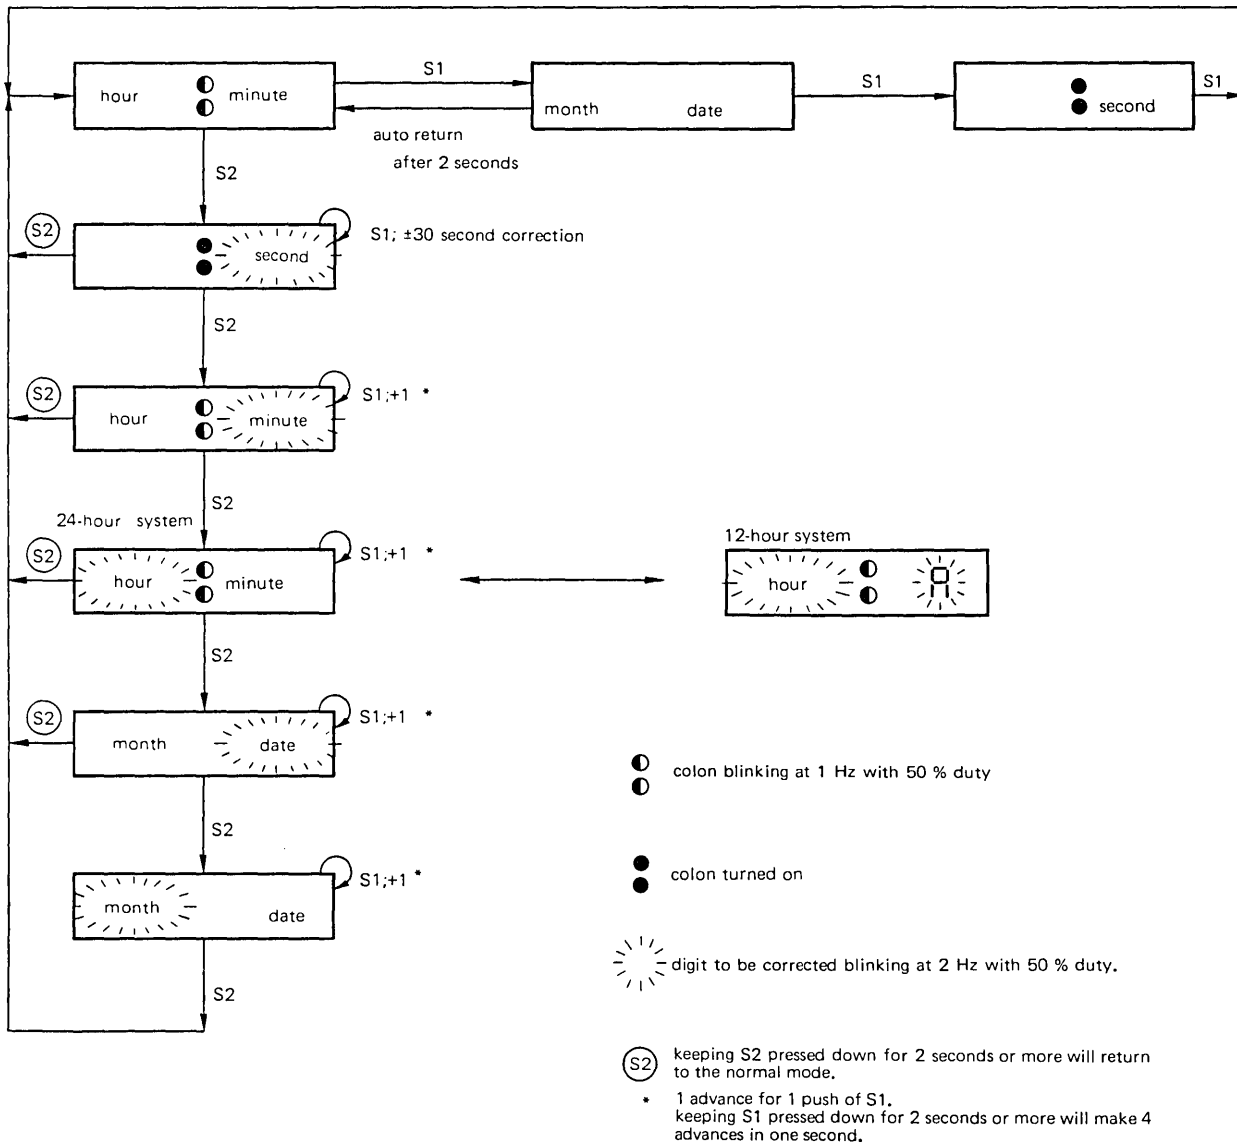 S1
S1
S1
hour minute
month date
second
auto return
after 2 seconds
S2
S2
second
S1; ±30 second correction
S2
S2
hour minute
S1;+1 *
S2
24-hour system
12-hour system
S2
hour minute
S1;+1 *
hour A
S2
S2
month date
S1;+1 *
colon blinking at 1 Hz with 50 % duty
S2
colon turned on
month date
S1;+1 *
digit to be corrected blinking at 2 Hz with 50 % duty.
S2
S2 keeping S2 pressed down for 2 seconds or more will return
to the normal mode.
* 1 advance for 1 push of S1.
keeping S1 pressed down for 2 seconds or more will make 4
advances in one second.